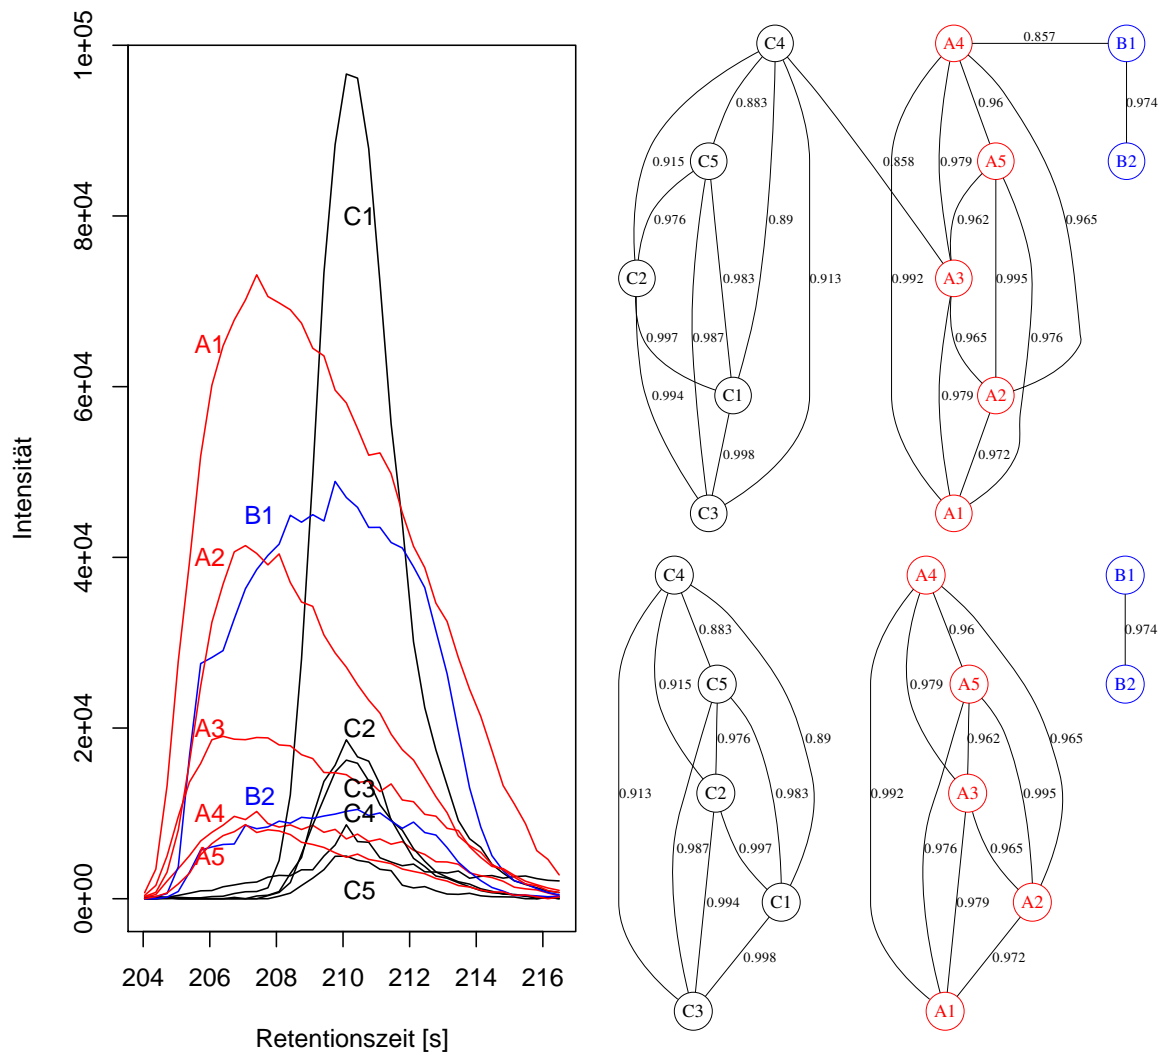 1e+05
8e+04
6e+04
4e+04
2e+04
0e+00
Intensität
204 206 208 210 212 214 216
Retentionszeit [s]
C1
A1
B1
A2
A3
C2
B2
C3
A4
C4
A5
C5
C4
A4
0.857
B1
0.883
0.96
0.974
0.915
C5
0.858
0.979
A5
B2
0.976
0.89
0.962
0.965
C2
0.983
0.913
0.992
A3
0.995
0.997
0.987
0.965
0.976
0.994
C1
0.979
A2
0.998
0.972
C3
A1
C4
A4
B1
0.883
0.96
0.974
0.915
C5
0.979
A5
B2
0.976
0.89
0.962
0.965
0.913
C2
0.983
0.992
A3
0.995
0.987
0.997
0.976
0.965
0.994
C1
0.979
A2
0.998
0.972
C3
A1